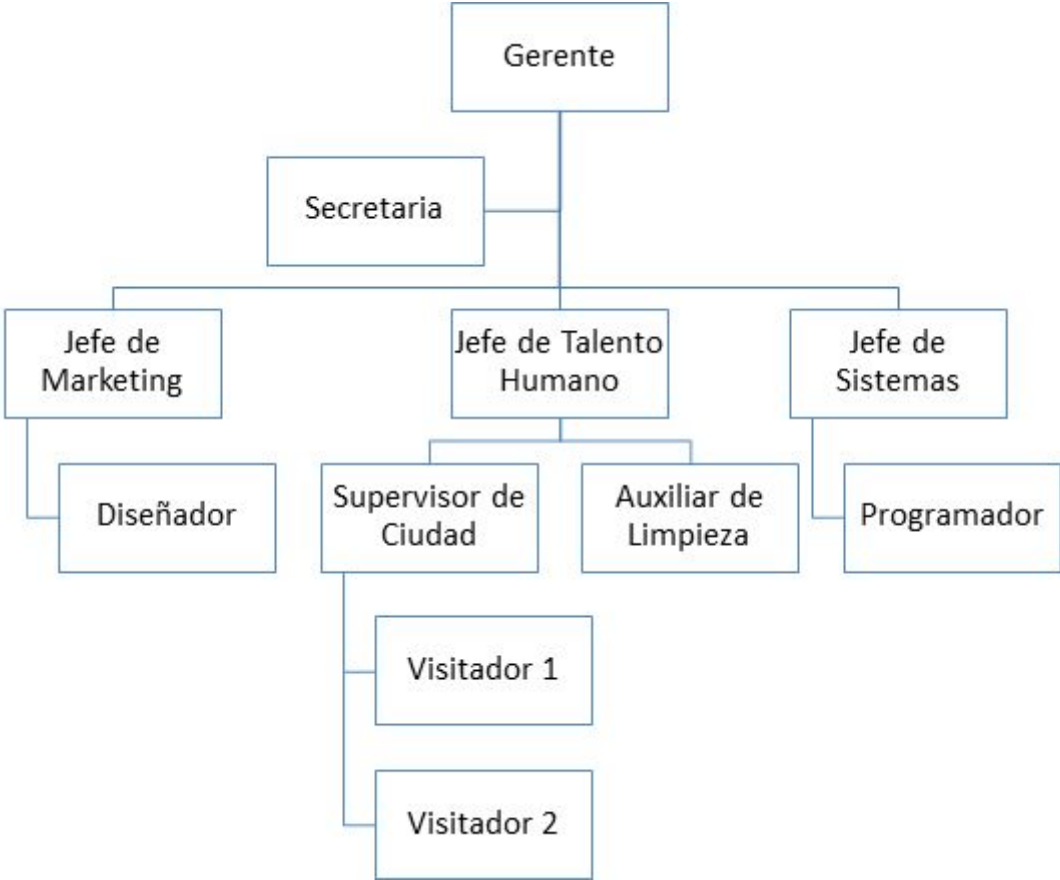 Gerente
Secretaria
Jefe de
Marketing
Jefe de Talento
Humano
Jefe de
Sistemas
Diseñador
Supervisor de
Ciudad
Auxiliar de
Limpieza
Programador
Visitador 1
Visitador 2